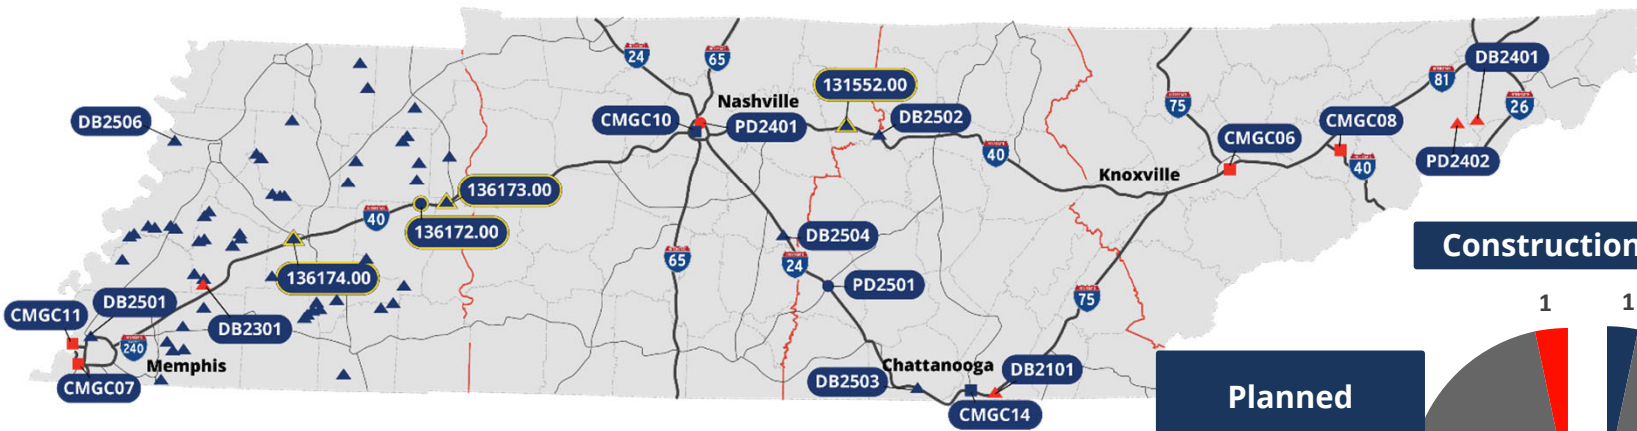 24
65
131552.00
DB2401
81
26
DB2506
CMGC10
Nashville
PD2401
DB2502
75
CMGC08
CMGC06
40
40
PD2402
Knoxville
136173.00
40
136172.00
DB2504
65
24
PD2501
Construction
136174.00
DB2501
CMGC11
DB2301
75
1
1
240
Memphis
CMGC07
Chattanooga
DB2101
DB2503
CMGC14
Planned